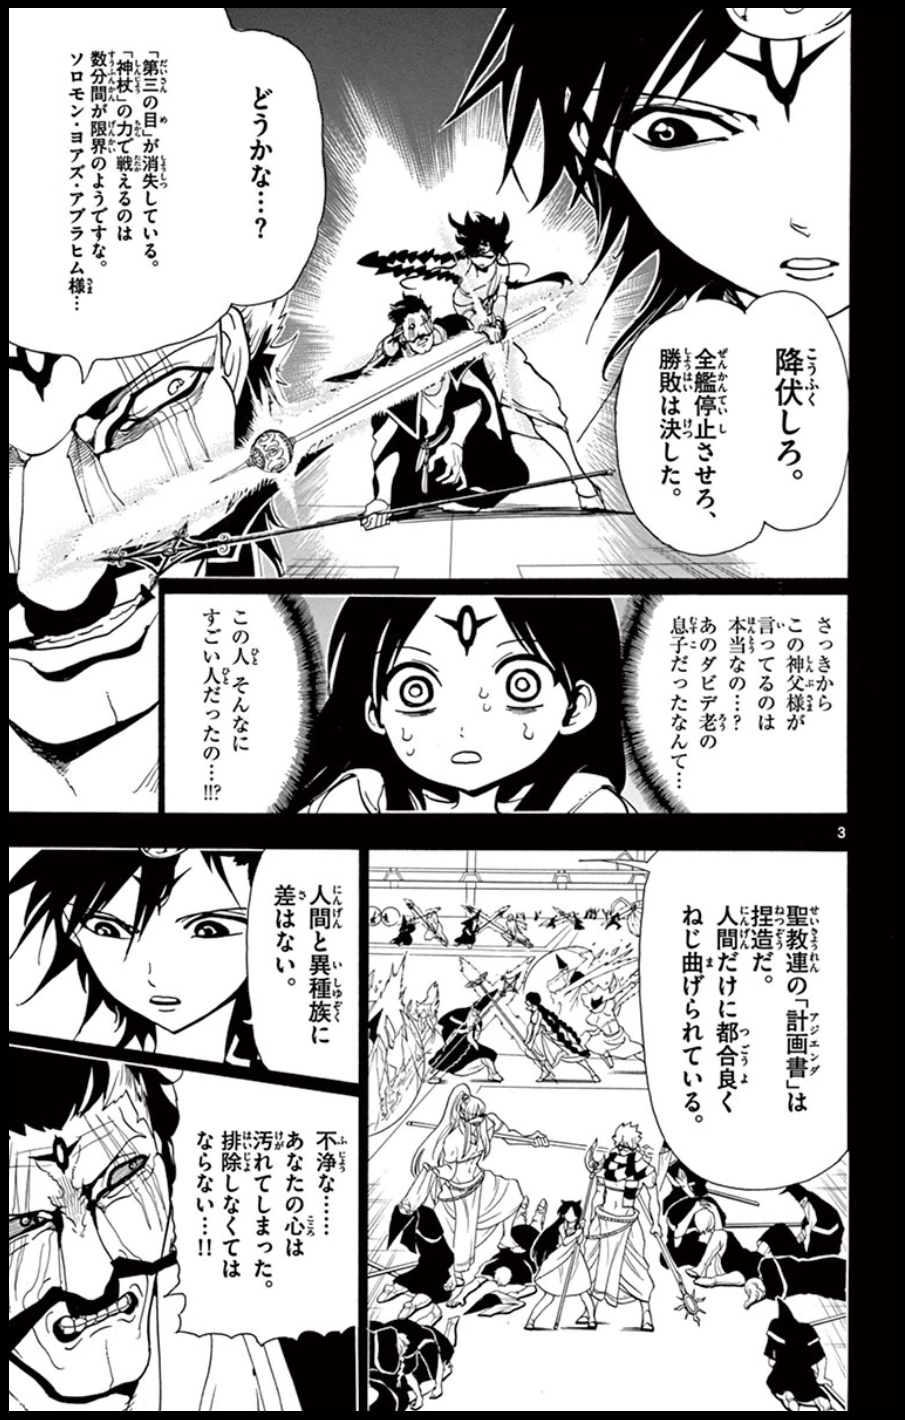 降伏しろ。
全艦停止させろ、
勝敗は決した。
どうかな…？
「第三の目」が消失している。
「神杖」の力で戦えるのは
数分間が限界のようですな。
ソロモン・ヨアズ・アブラヒム様…
さっきから
この神父様が
言ってるのは
本当なの…？
あのダビデ老の
息子だったなんて…
この人 そんなに
すごい人だったの…!!?
3
聖教連の「計画書」は
捏造だ。
人間だけに都合良く
ねじ曲げられている。
人間と異種族に
差はない。
不浄な……
あなたの心は
汚れてしまった。
排除しなくては
ならない…!!